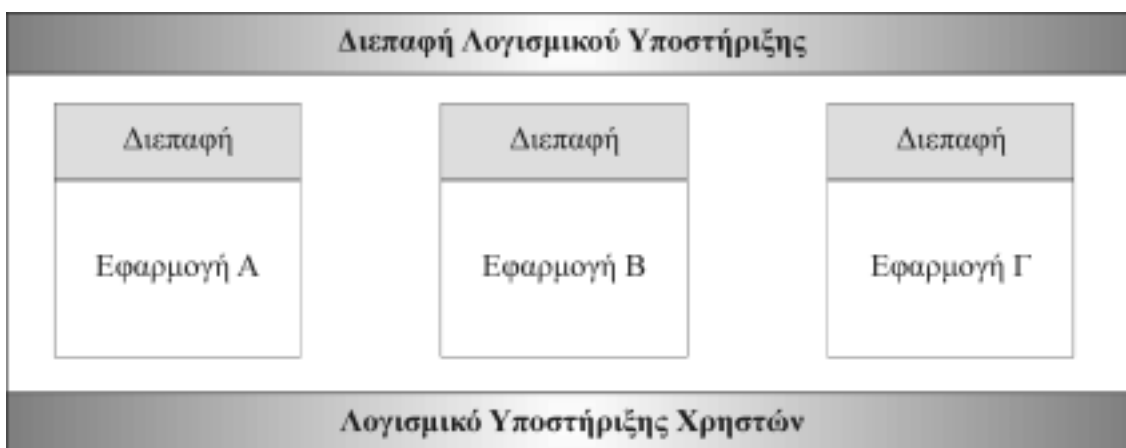 Διεπαφή Λογισμικού Υποστήριξης
Διεπαφή
Διεπαφή
Διεπαφή
Εφαρμογή Α
Εφαρμογή Β
Εφαρμογή Γ
Λογισμικό Υποστήριξης Χρηστών